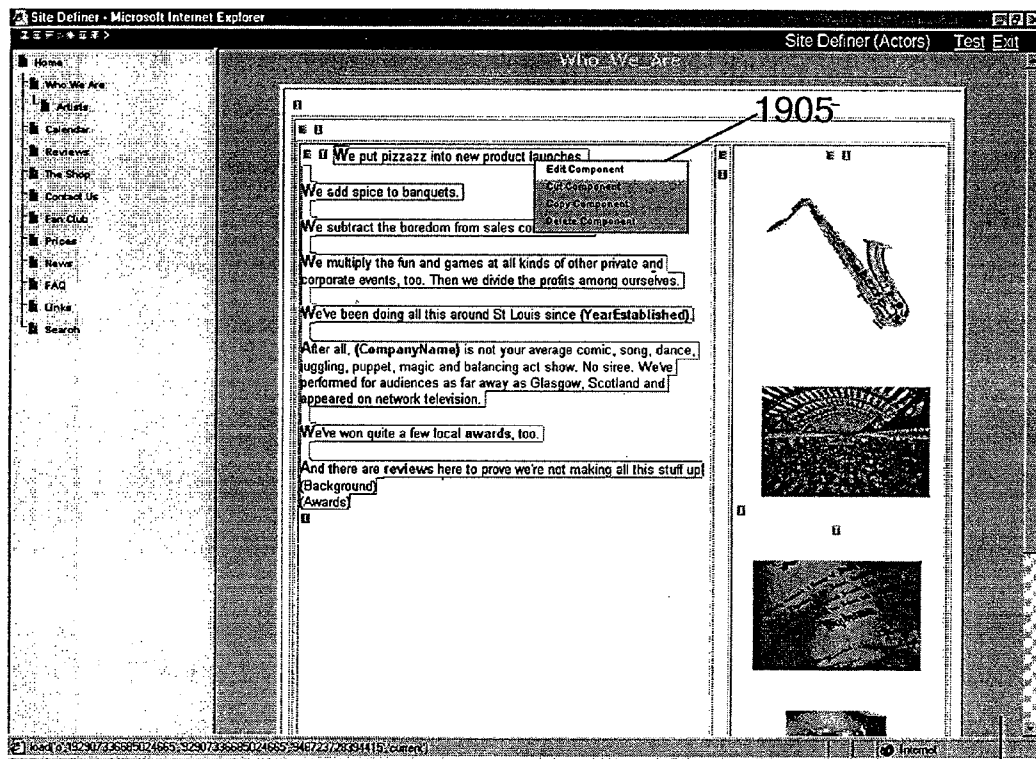 Site Definer - Microsoft Internet Explorer
Site Definer (Actors) Test Exit
Home
Who We Are
Artists
Calendar
Reviews
The Shop
Contact Us
Fan Club
Prices
News
FAQ
Links
Search
Who We Are
1905
We put pizzazz into new product launches.
Edit Component
Cut Component
Copy Component
Delete Component
We add spice to banquets.
We subtract the boredom from sales co
We multiply the fun and games at all kinds of other private and
corporate events, too. Then we divide the profits among ourselves.
We've been doing all this around St Louis since (YearEstablished).
After all, (CompanyName) is not your average comic, song, dance,
juggling, puppet, magic and balancing act show. No siree. We've
performed for audiences as far away as Glasgow, Scotland and
appeared on network television.
We've won quite a few local awards, too.
And there are reviews here to prove we're not making all this stuff up!
(Background)
(Awards)
Internet